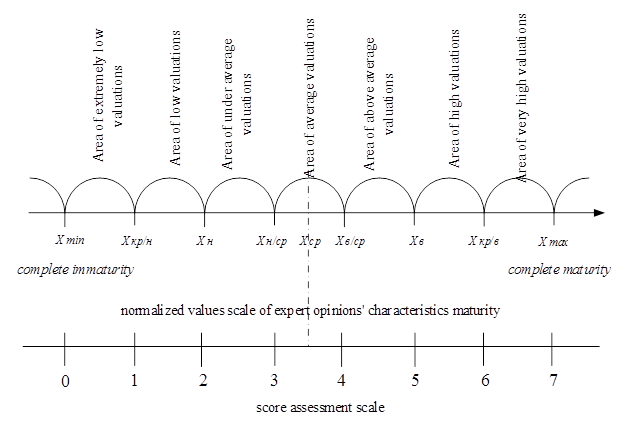 Area of extremely low
valuations
Area of low valuations
Area of under average
valuations
Area of average valuations
Area of above average
valuations
Area of high valuations
Area of very high valuations
X min
Xкр/н
Xн
Xн/ср
Xср
Xв/ср
Xв
Xкр/в
X max
complete immaturity
complete maturity
normalized values scale of expert opinions' characteristics maturity
0 1 2 3 4 5 6 7
score assessment scale